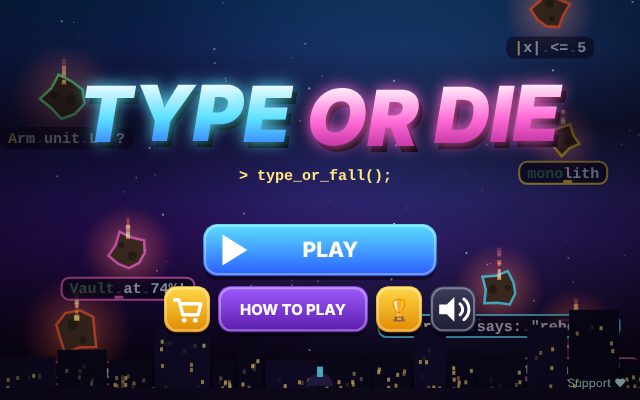 |x| <= 5
TYPE OR DIE
Arm unit ?
> type_or_fall();
monolith
PLAY
Vault at 74%
HOW TO PLAY
says: "reb
Support